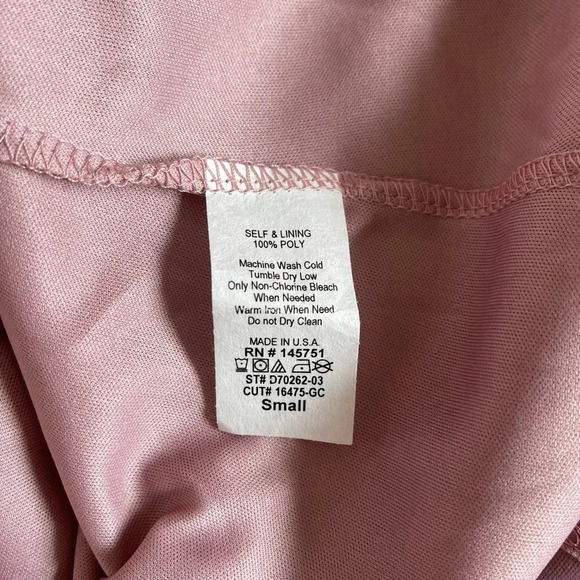 SELF & LINING
100% POLY
Machine Wash Cold
Tumble Dry Low
Only Non-Chlorine Bleach
When Needed
Warm Iron When Need
Do not Dry Clean
MADE IN U.S.A.
RN # 145751
ST# D70262-03
CUT# 16475-GC
Small